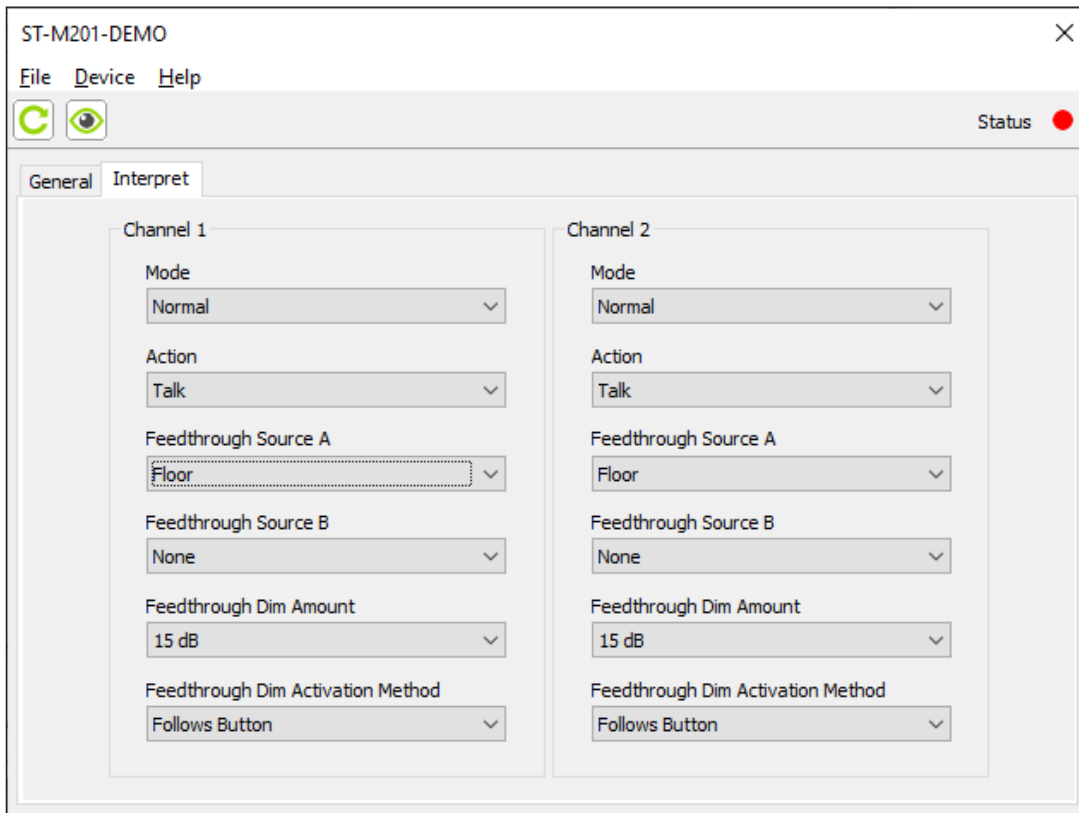 ST-M201-DEMO
File Device Help
Status
General Interpret
Channel 1
Mode
Normal
Action
Talk
Feedthrough Source A
Floor
Feedthrough Source B
None
Feedthrough Dim Amount
15 dB
Feedthrough Dim Activation Method
Follows Button
Channel 2
Mode
Normal
Action
Talk
Feedthrough Source A
Floor
Feedthrough Source B
None
Feedthrough Dim Amount
15 dB
Feedthrough Dim Activation Method
Follows Button